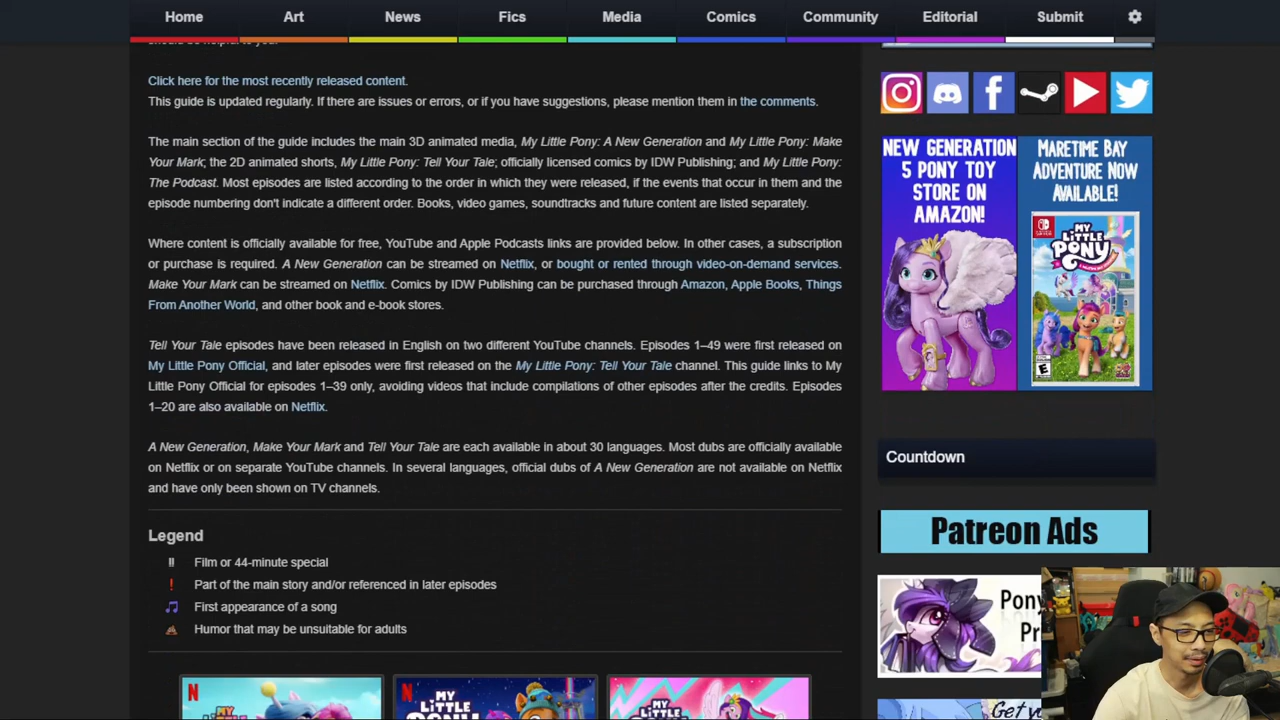 Home Art News Fics Media Comics Community Editorial Submit
Click here for the most recently released content.
This guide is updated regularly. If there are issues or errors, or if you have suggestions, please mention them in the comments.
The main section of the guide includes the main 3D animated media, My Little Pony: A New Generation and My Little Pony: Make
Your Mark; the 2D animated shorts, My Little Pony: Tell Your Tale; officially licensed comics by IDW Publishing; and My Little Pony:
The Podcast. Most episodes are listed according to the order in which they were released, if the events that occur in them and the
episode numbering don't indicate a different order. Books, video games, soundtracks and future content are listed separately.
Where content is officially available for free, YouTube and Apple Podcasts links are provided below. In other cases, a subscription
or purchase is required. A New Generation can be streamed on Netflix, or bought or rented through video-on-demand services.
Make Your Mark can be streamed on Netflix. Comics by IDW Publishing can be purchased through Amazon, Apple Books, Things
From Another World, and other book and e-book stores.
Tell Your Tale episodes have been released in English on two different YouTube channels. Episodes 1–49 were first released on
My Little Pony Official, and later episodes were first released on the My Little Pony: Tell Your Tale channel. This guide links to My
Little Pony Official for episodes 1–39 only, avoiding videos that include compilations of other episodes after the credits. Episodes
1–20 are also available on Netflix.
A New Generation, Make Your Mark and Tell Your Tale are each available in about 30 languages. Most dubs are officially available
on Netflix or on separate YouTube channels. In several languages, official dubs of A New Generation are not available on Netflix
and have only been shown on TV channels.
Legend
Film or 44-minute special
Part of the main story and/or referenced in later episodes
First appearance of a song
Humor that may be unsuitable for adults
N
N
MY
LITTLE
NEW GENERATION
5 PONY TOY
STORE ON
AMAZON!
MARETIME BAY
ADVENTURE NOW
AVAILABLE!
MY LITTLE
PONY
E
Countdown
Patreon Ads
Pony
Pr
Get yo